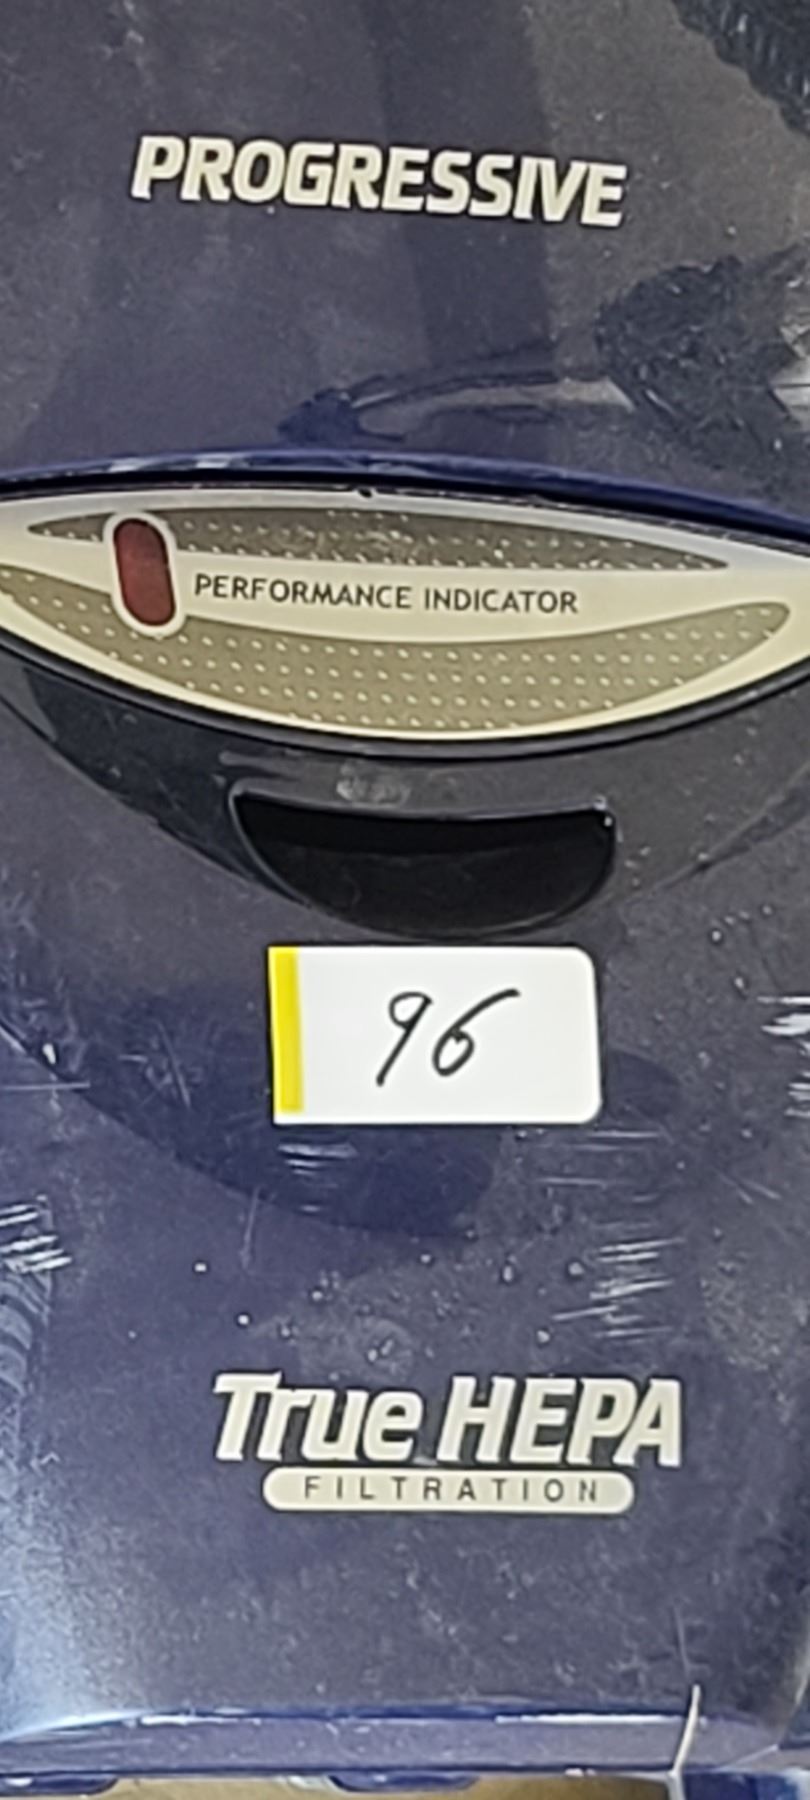 PROGRESSIVE
PERFORMANCE INDICATOR
96
True HEPA
FILTRATION